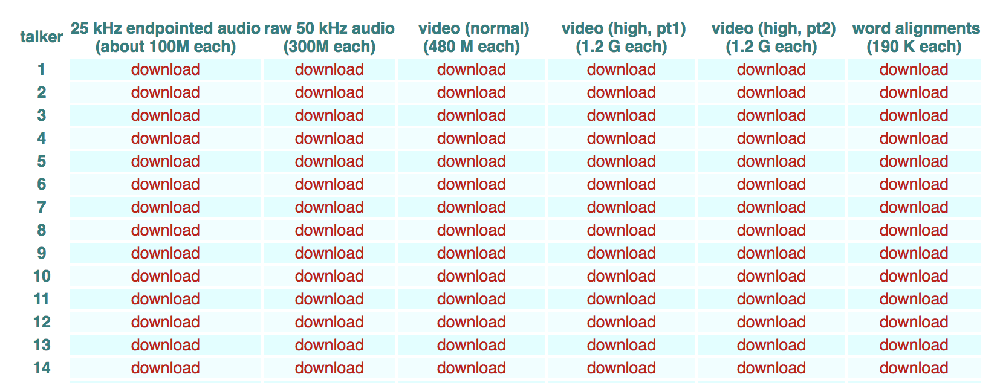 talker 25 kHz endpointed audio raw 50 kHz audio video (normal) video (high, pt1) video (high, pt2) word alignments
(about 100M each) (300M each) (480 M each) (1.2 G each) (1.2 G each) (190 K each)
1 download download download download download download
2 download download download download download download
3 download download download download download download
4 download download download download download download
5 download download download download download download
6 download download download download download download
7 download download download download download download
8 download download download download download download
9 download download download download download download
10 download download download download download download
11 download download download download download download
12 download download download download download download
13 download download download download download download
14 download download download download download download